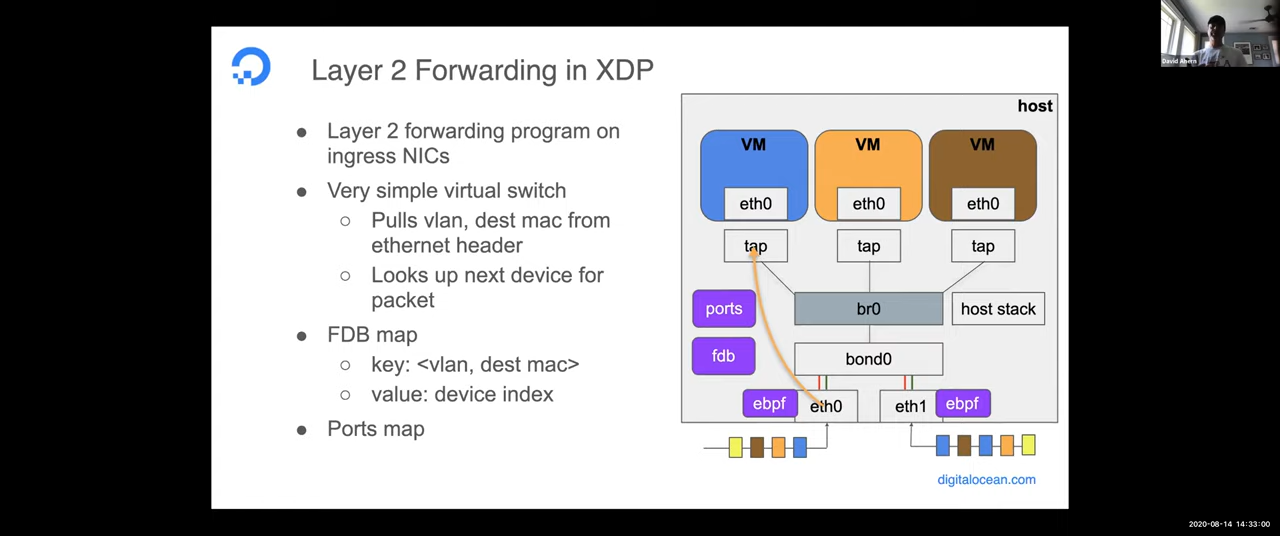 Layer 2 Forwarding in XDP
● Layer 2 forwarding program on
ingress NICs
● Very simple virtual switch
○ Pulls vlan, dest mac from
ethernet header
○ Looks up next device for
packet
● FDB map
○ key: <vlan, dest mac>
○ value: device index
● Ports map
host
VM VM VM
eth0 eth0 eth0
tap tap tap
ports br0 host stack
fdb bond0
ebpf eth0 eth1 ebpf
digitalocean.com
David Ahern
2020-08-14 14:33:00